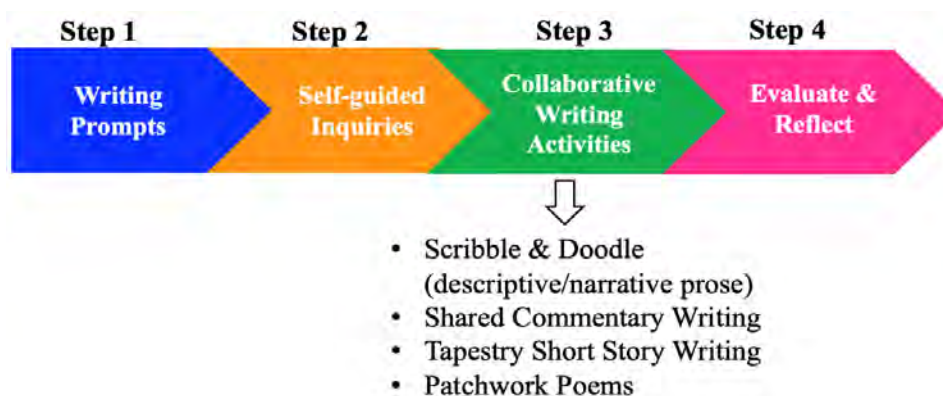 Step 1
Step 2
Step 3
Step 4
Writing
Prompts
Self-guided
Inquiries
Collaborative
Writing
Activities
Evaluate &
Reflect
• Scribble & Doodle
(descriptive/narrative prose)
• Shared Commentary Writing
• Tapestry Short Story Writing
• Patchwork Poems